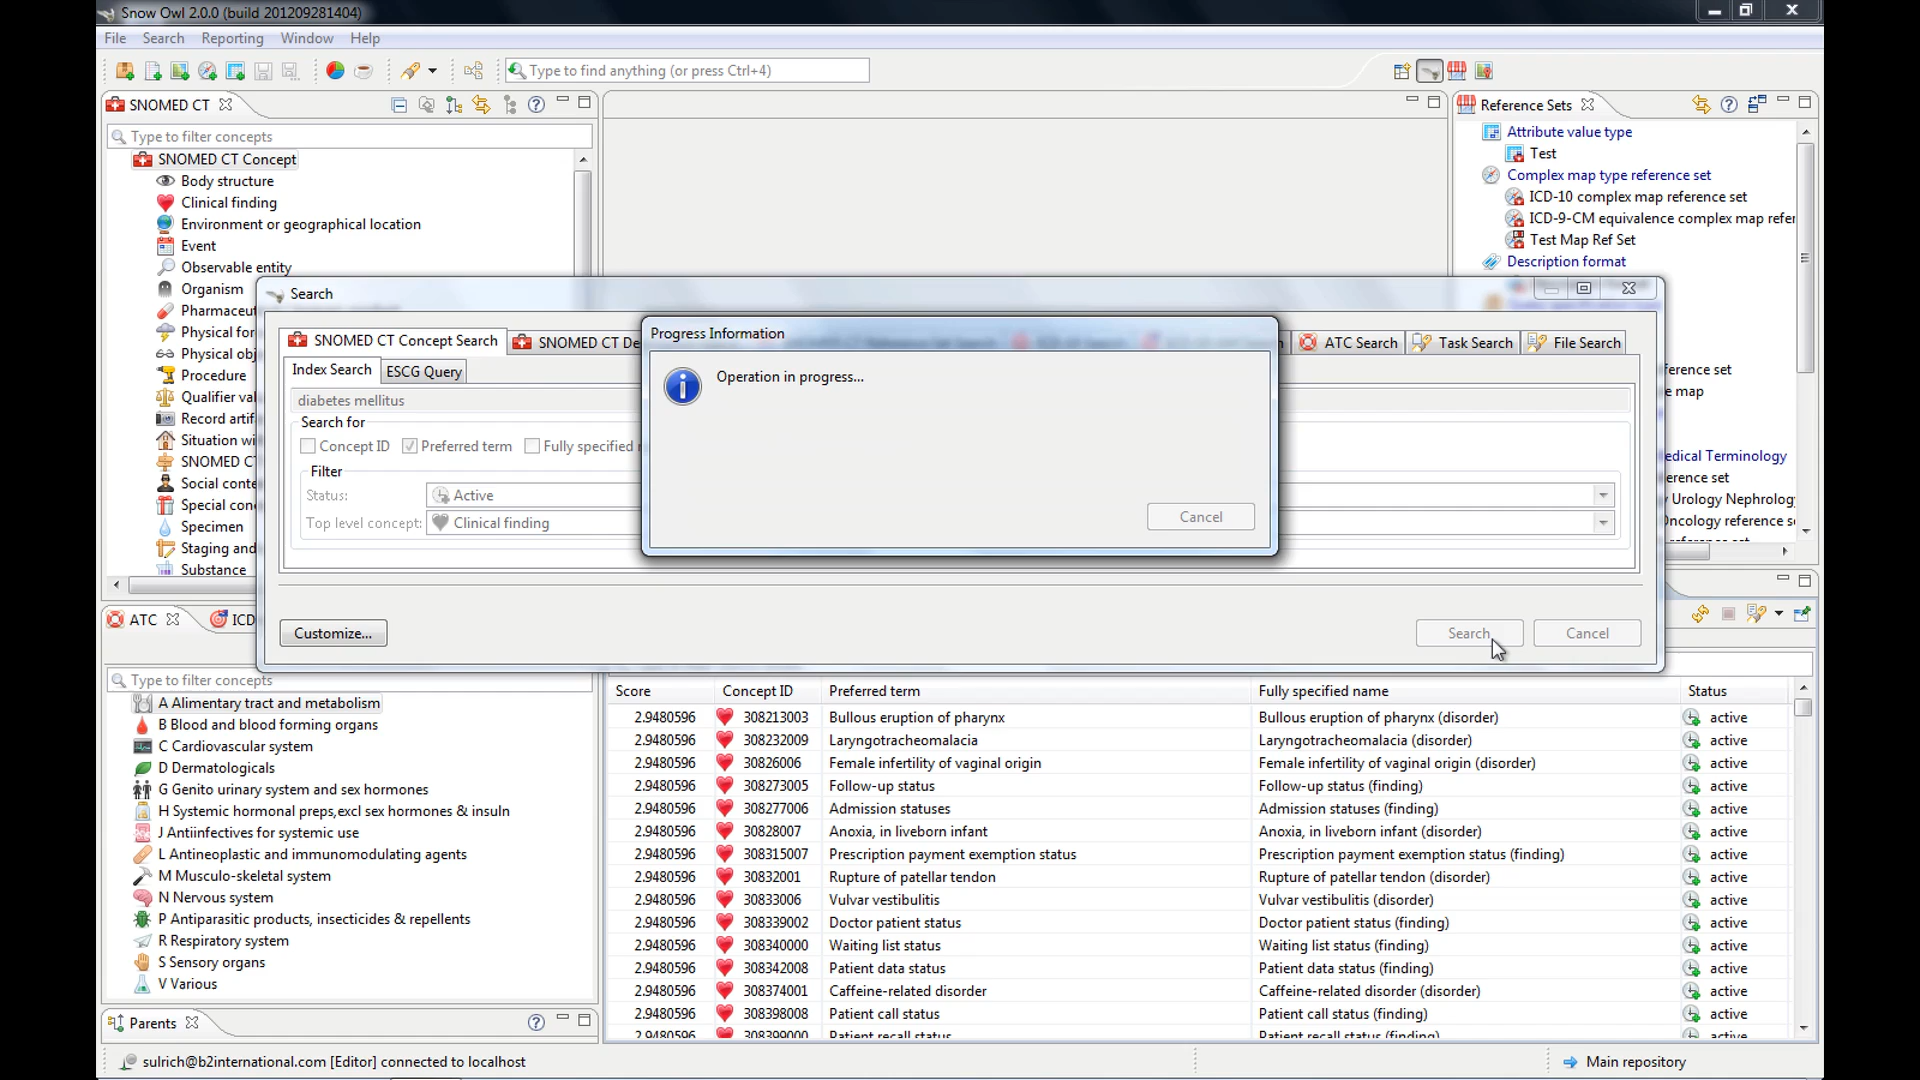 Snow Owl 2.0.0 (build 201209281404)
File Search Reporting Window Help
Type to find anything (or press Ctrl+4)
SNOMED CT
Type to filter concepts
SNOMED CT Concept
Body structure
Clinical finding
Environment or geographical location
Event
Observable entity
Organism
Pharmaceut
Physical for
Physical obj
Procedure
Qualifier val
Record artif
Situation wi
SNOMED CT
Social conte
Special con
Specimen
Staging and
Substance
Reference Sets
Attribute value type
Test
Complex map type reference set
ICD-10 complex map reference set
ICD-9-CM equivalence complex map refer
Test Map Ref Set
Description format
erence set
e map
edical Terminology
erence set
y Urology Nephrology
Oncology reference se
Search
SNOMED CT Concept Search
SNOMED CT De
ATC Search
Task Search
File Search
Index Search
ESCG Query
diabetes mellitus
Search for
Concept ID Preferred term Fully specified n
Filter
Status: Active
Top level concept: Clinical finding
Customize...
Search
Cancel
Progress Information
Operation in progress...
Cancel
ATC
ICD
Type to filter concepts
A Alimentary tract and metabolism
B Blood and blood forming organs
C Cardiovascular system
D Dermatologicals
G Genito urinary system and sex hormones
H Systemic hormonal preps,excl sex hormones & insuln
J Antiinfectives for systemic use
L Antineoplastic and immunomodulating agents
M Musculo-skeletal system
N Nervous system
P Antiparasitic products, insecticides & repellents
R Respiratory system
S Sensory organs
V Various
Parents
Score Concept ID Preferred term Fully specified name Status
2.9480596 308213003 Bullous eruption of pharynx Bullous eruption of pharynx (disorder) active
2.9480596 308232009 Laryngotracheomalacia Laryngotracheomalacia (disorder) active
2.9480596 30826006 Female infertility of vaginal origin Female infertility of vaginal origin (disorder) active
2.9480596 308273005 Follow-up status Follow-up status (finding) active
2.9480596 308277006 Admission statuses Admission statuses (finding) active
2.9480596 30828007 Anoxia, in liveborn infant Anoxia, in liveborn infant (disorder) active
2.9480596 308315007 Prescription payment exemption status Prescription payment exemption status (finding) active
2.9480596 30832001 Rupture of patellar tendon Rupture of patellar tendon (disorder) active
2.9480596 30833006 Vulvar vestibulitis Vulvar vestibulitis (disorder) active
2.9480596 308339002 Doctor patient status Doctor patient status (finding) active
2.9480596 308340000 Waiting list status Waiting list status (finding) active
2.9480596 308342008 Patient data status Patient data status (finding) active
2.9480596 308374001 Caffeine-related disorder Caffeine-related disorder (disorder) active
2.9480596 308398008 Patient call status Patient call status (finding) active
2.9480596 308399000 Patient recall status Patient recall status (finding) active
sulrich@b2international.com [Editor] connected to localhost
Main repository